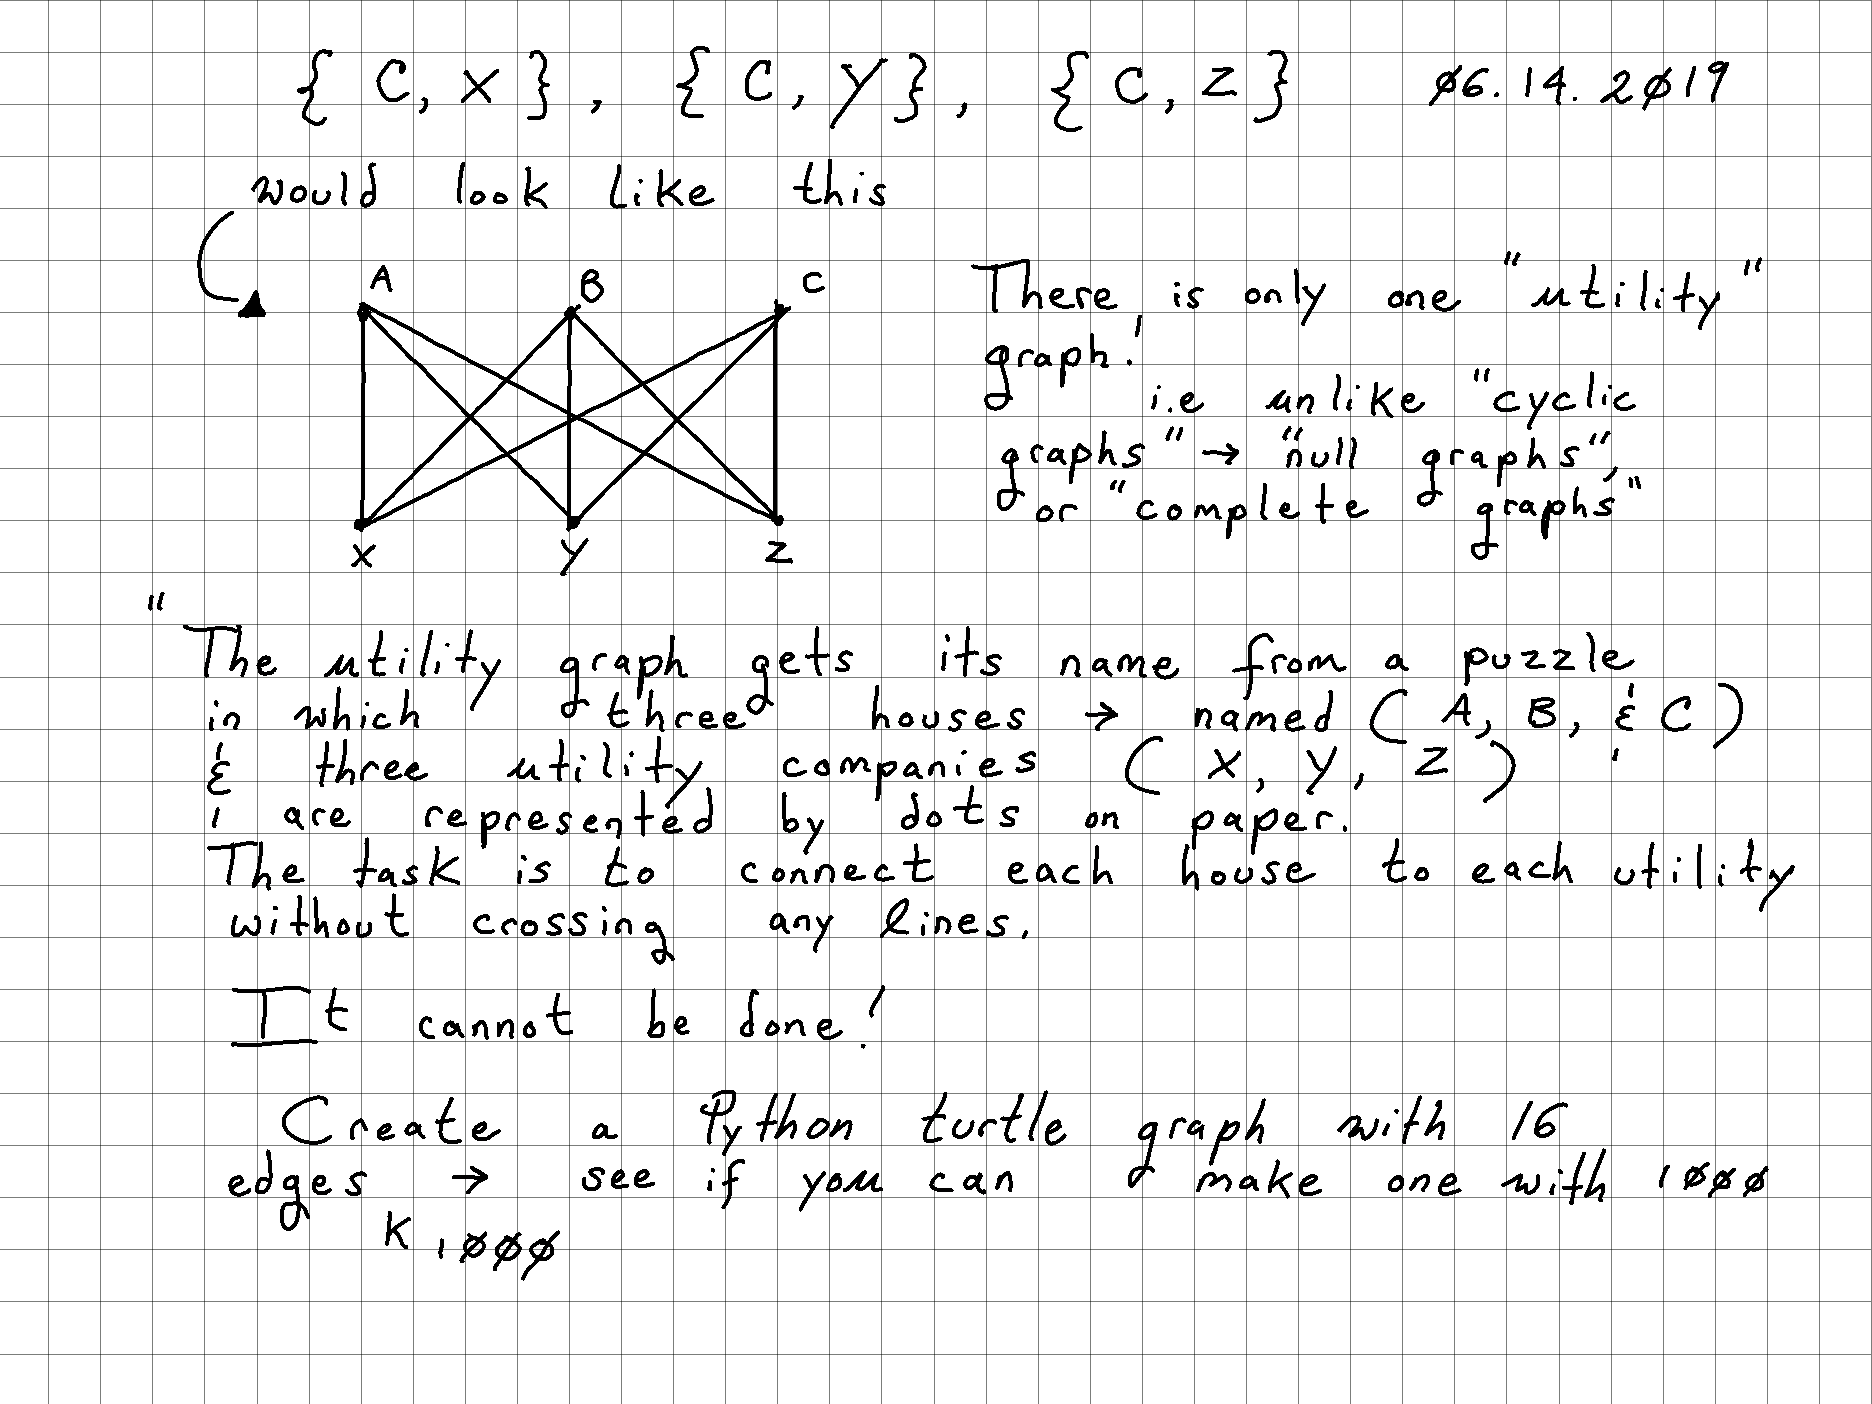 { C, X }, { C, Y }, { C, Z } 06.14.2019
would look like this
A B C
X Y Z
There is only one "utility"
graph!
i.e unlike "cyclic
graphs" → "null graphs",
or "complete graphs"
"The utility graph gets its name from a puzzle
in which three houses → named ( A, B, & C )
& three utility companies ( X, Y, Z )
are represented by dots on paper.
The task is to connect each house to each utility
without crossing any lines.
It cannot be done!
Create a Python turtle graph with 16
edges → see if you can make one with 1000
K 1000